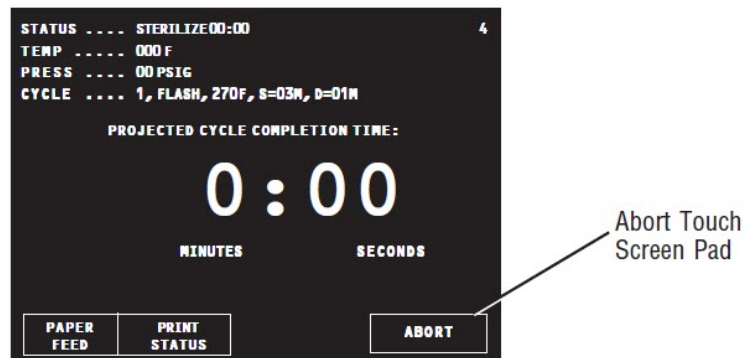 STATUS .... STERILIZE 00:00 4
TEMP ..... 000 F
PRESS .... 00 PSIG
CYCLE .... 1, FLASH, 270F, S=03M, D=01M
PROJECTED CYCLE COMPLETION TIME:
0:00
MINUTES SECONDS
PAPER FEED
PRINT STATUS
ABORT
Abort Touch
Screen Pad